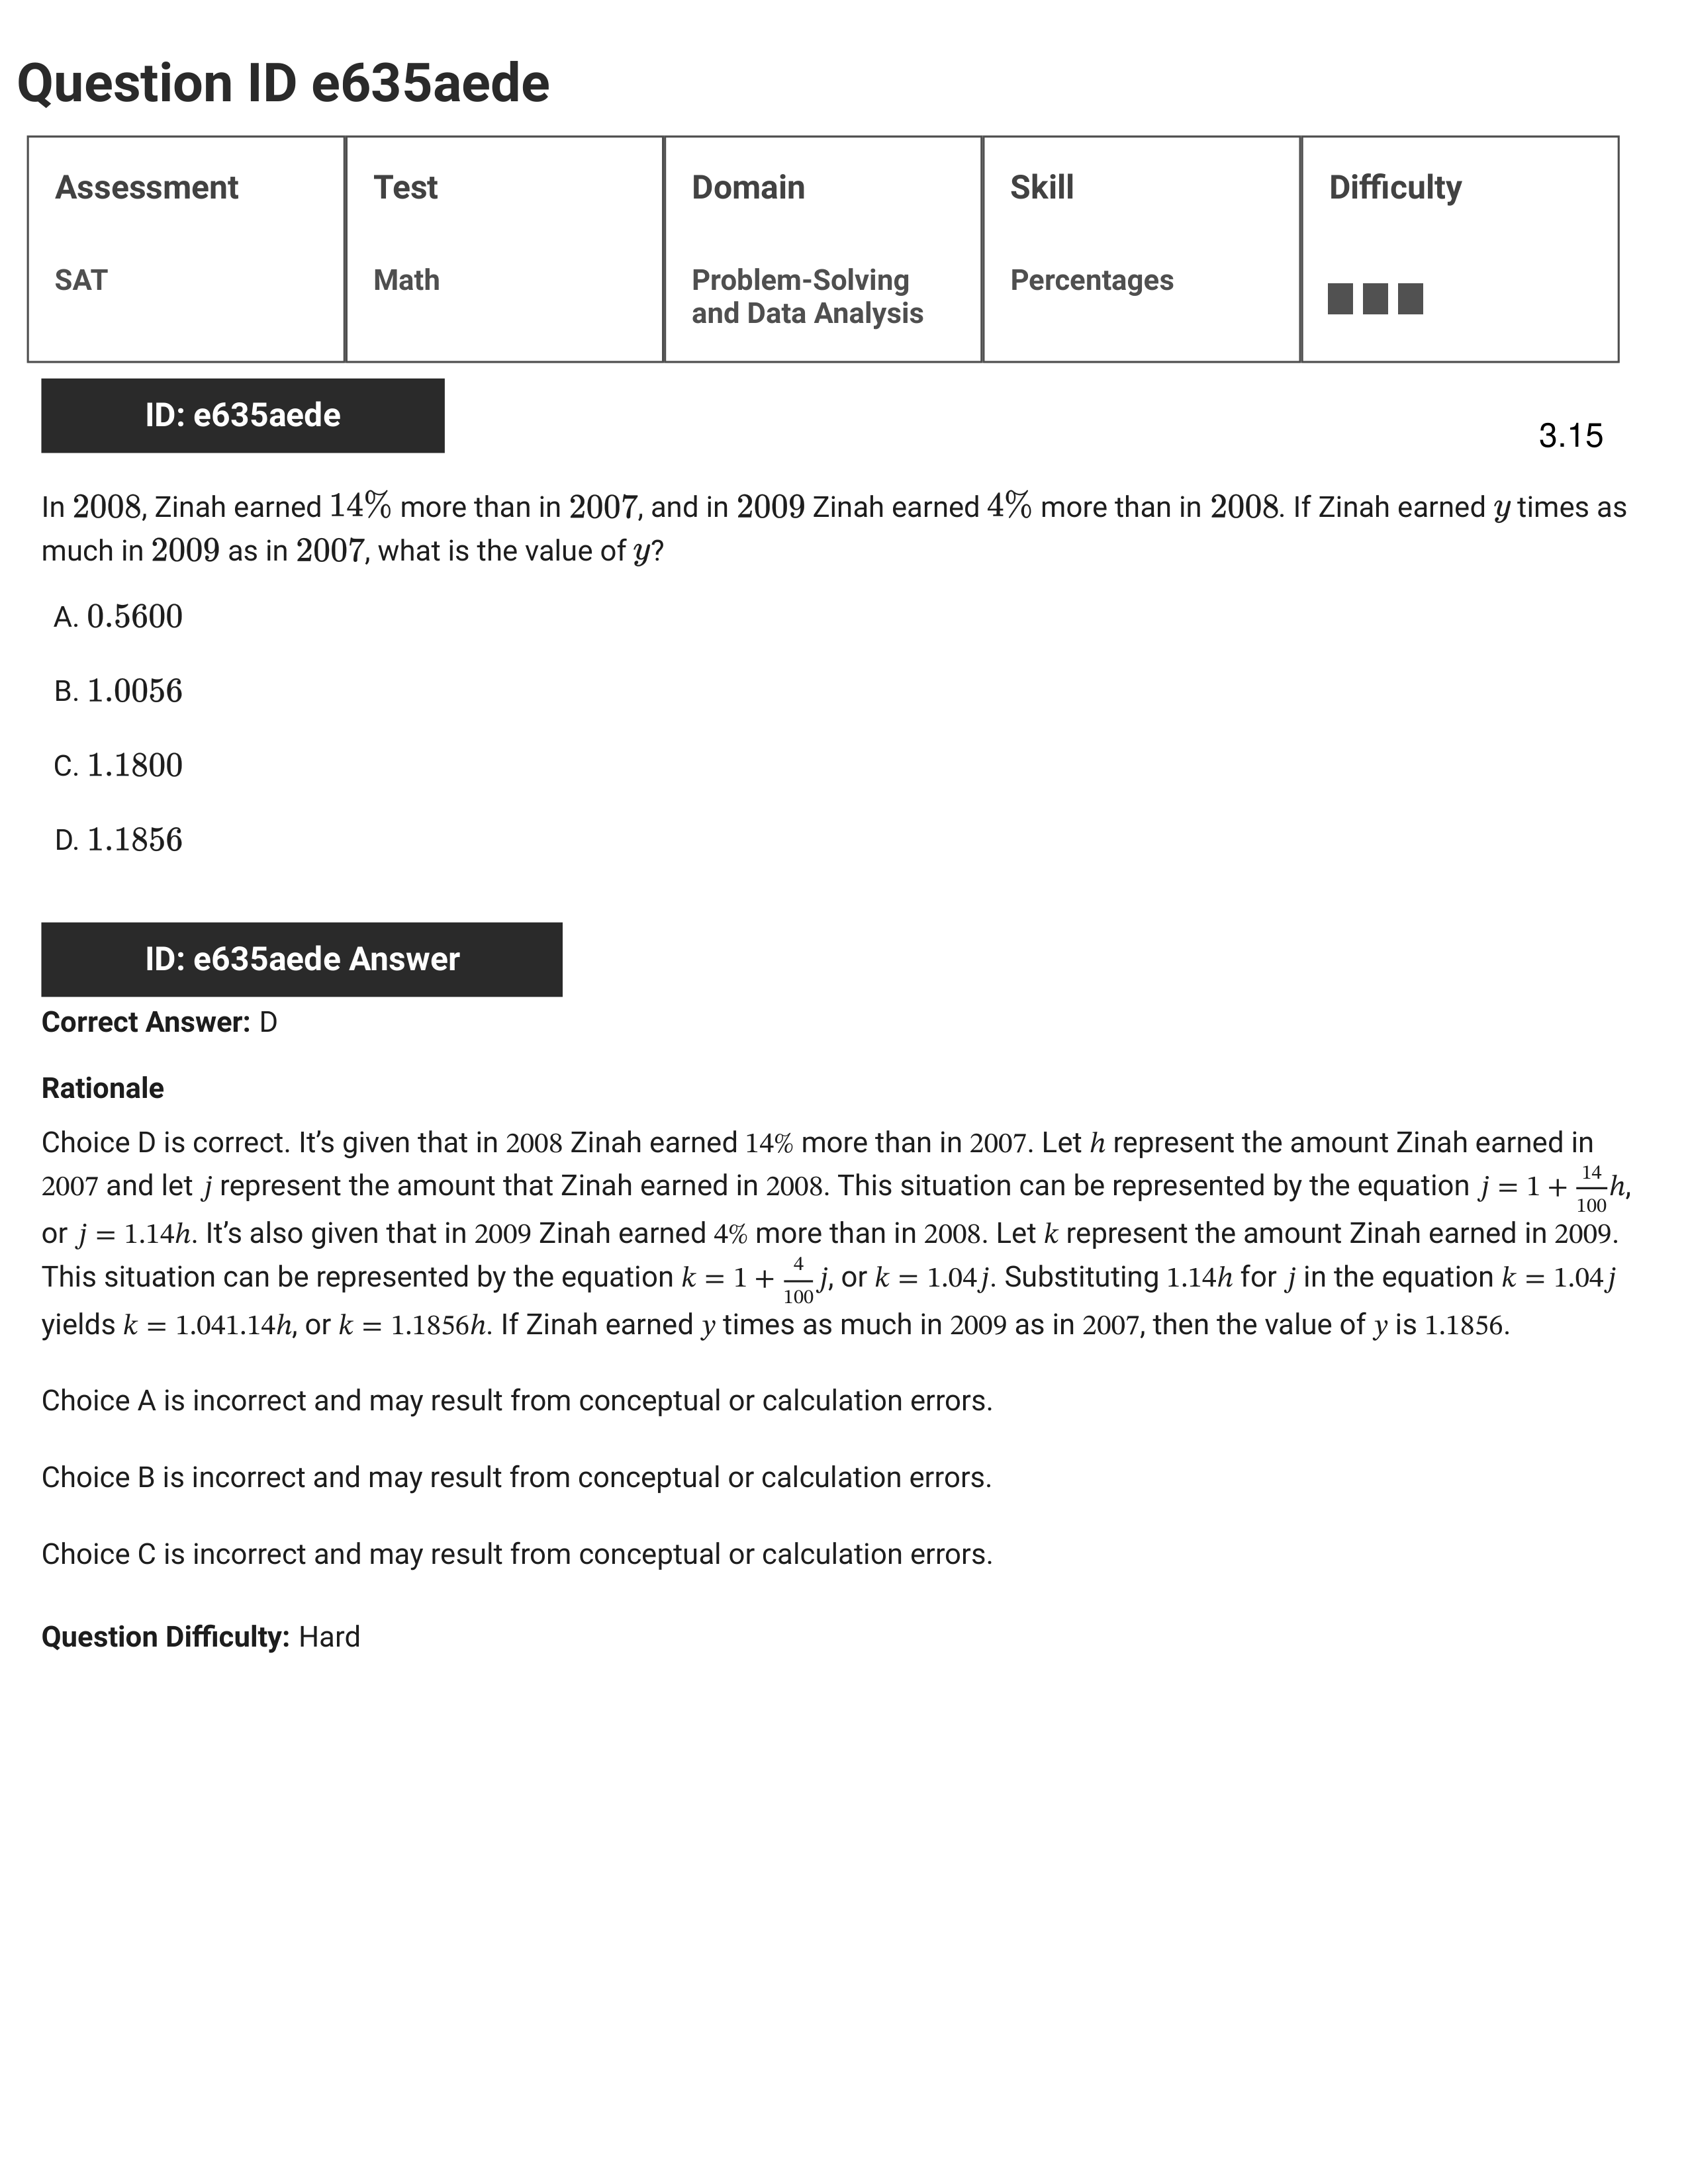 Question ID e635aede
Assessment Test Domain Skill Difficulty
SAT Math Problem-Solving and Data Analysis Percentages
ID: e635aede
3.15
In 2008, Zinah earned 14% more than in 2007, and in 2009 Zinah earned 4% more than in 2008. If Zinah earned y times as
much in 2009 as in 2007, what is the value of y?
A. 0.5600
B. 1.0056
C. 1.1800
D. 1.1856
ID: e635aede Answer
Correct Answer: D
Rationale
Choice D is correct. It’s given that in 2008 Zinah earned 14% more than in 2007. Let h represent the amount Zinah earned in
2007 and let j represent the amount that Zinah earned in 2008. This situation can be represented by the equation j = 1 + 14/100 h,
or j = 1.14h. It’s also given that in 2009 Zinah earned 4% more than in 2008. Let k represent the amount Zinah earned in 2009.
This situation can be represented by the equation k = 1 + 4/100 j, or k = 1.04j. Substituting 1.14h for j in the equation k = 1.04j
yields k = 1.041.14h, or k = 1.1856h. If Zinah earned y times as much in 2009 as in 2007, then the value of y is 1.1856.
Choice A is incorrect and may result from conceptual or calculation errors.
Choice B is incorrect and may result from conceptual or calculation errors.
Choice C is incorrect and may result from conceptual or calculation errors.
Question Difficulty: Hard